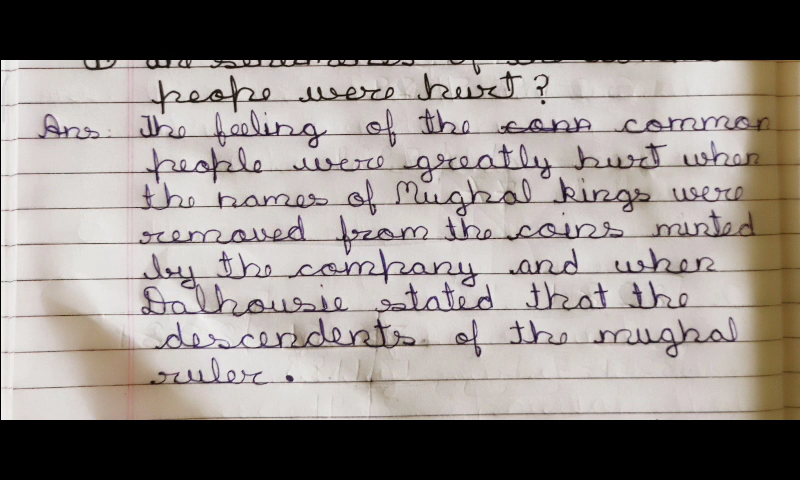 people were hurt?
Ans. The feeling of the conn common
people were greatly hurt when
the names of Mughal kings were
removed from the coins minted
by the company and when
Dalhousie stated that the
descendents of the mughal
ruler.